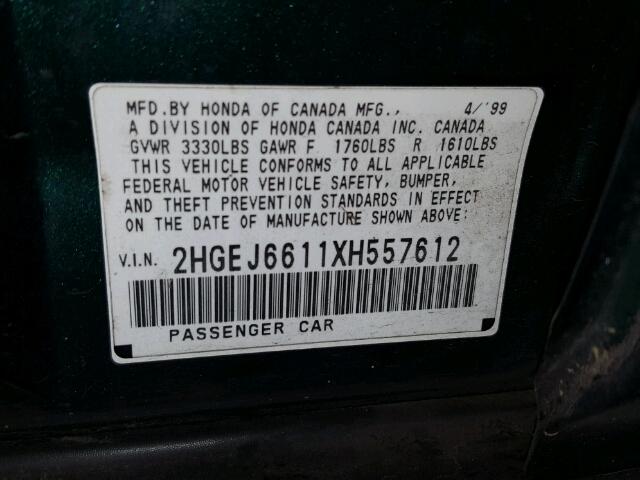 MFD.BY HONDA OF CANADA MFG., 4/'99
A DIVISION OF HONDA CANADA INC. CANADA
GVWR 3330LBS GAWR F 1760LBS R 1610LBS
THIS VEHICLE CONFORMS TO ALL APPLICABLE
FEDERAL MOTOR VEHICLE SAFETY, BUMPER,
AND THEFT PREVENTION STANDARDS IN EFFECT
ON THE DATE OF MANUFACTURE SHOWN ABOVE:
V.I.N. 2HGEJ6611XH557612
PASSENGER CAR